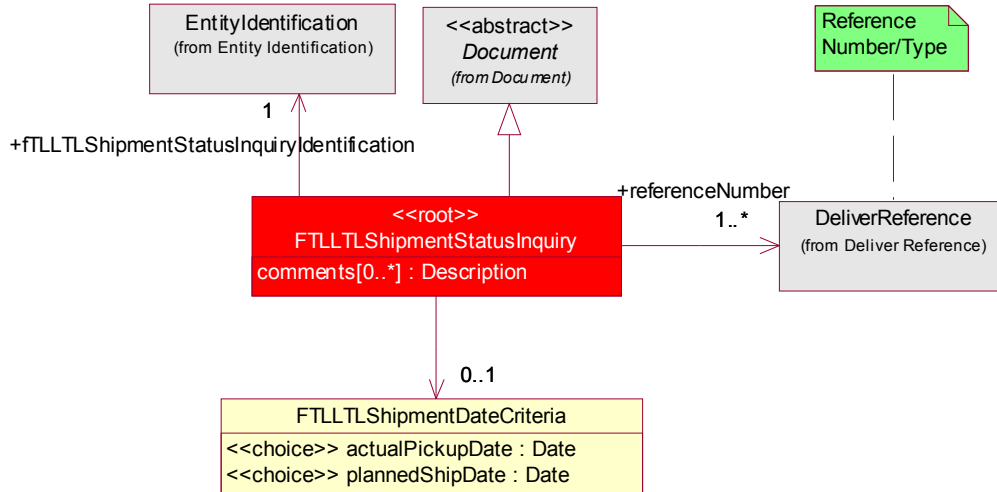 EntityIdentification
(from Entity Identification)
<<abstract>>
Document
(from Document)
Reference
Number/Type
1
+fTLLTLShipmentStatusInquiryIdentification
+referenceNumber
1..*
<<root>>
FTLLTLShipmentStatusInquiry
comments[0..*] : Description
DeliverReference
(from Deliver Reference)
0..1
FTLLTLShipmentDateCriteria
<<choice>> actualPickupDate : Date
<<choice>> plannedShipDate : Date